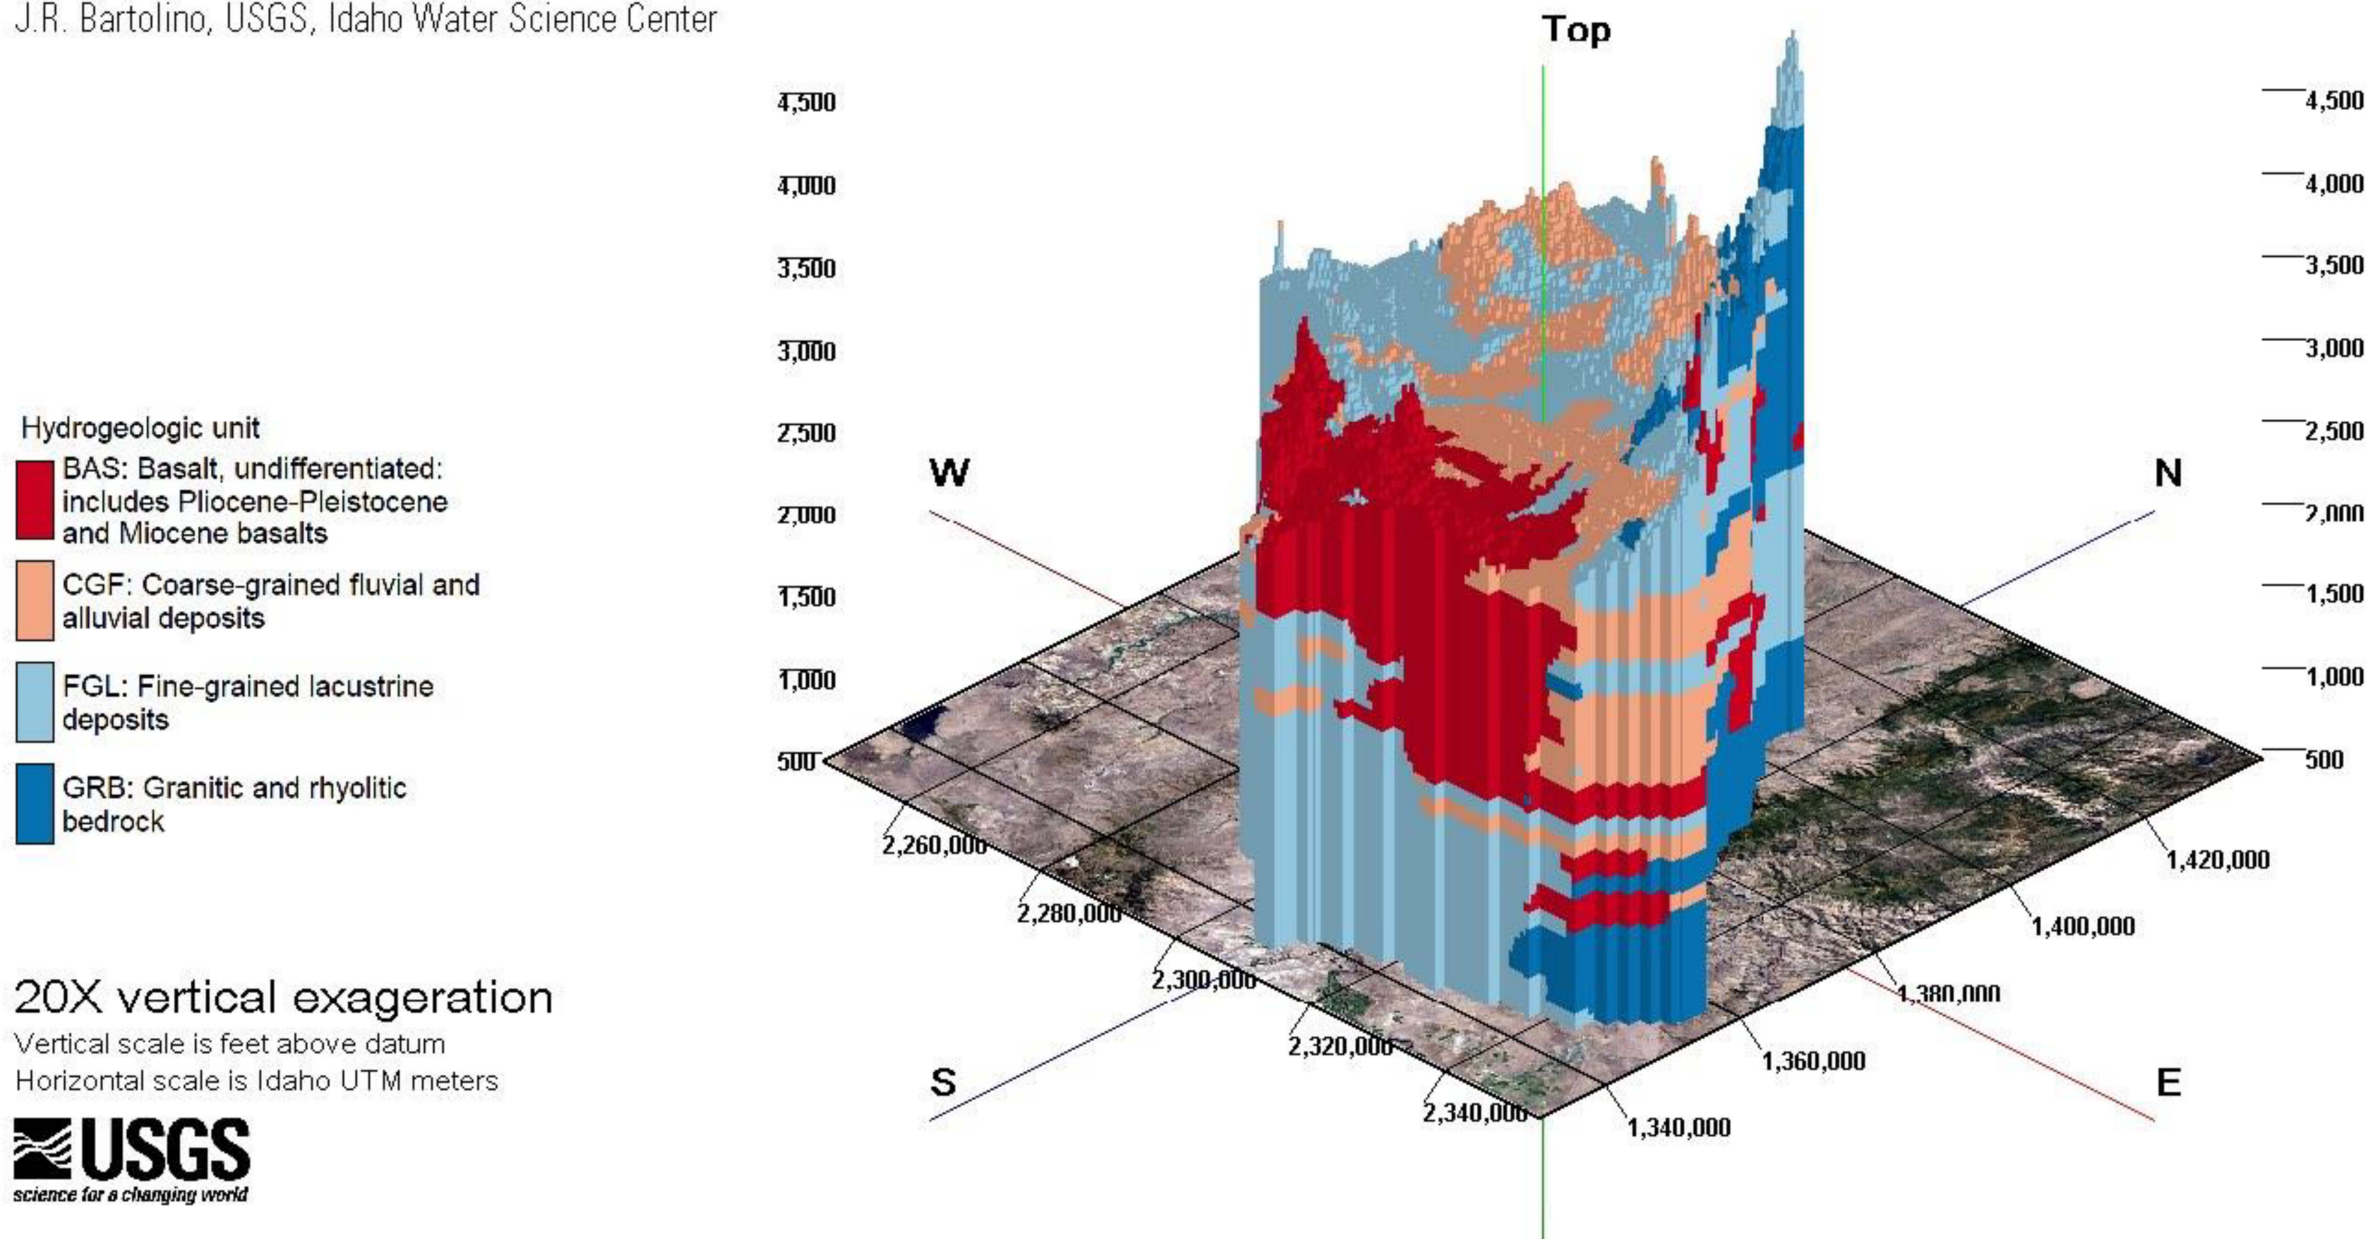 J.R. Bartolino, USGS, Idaho Water Science Center
Top
4,500
4,000
3,500
3,000
2,500
2,000
1,500
1,000
500
4,500
4,000
3,500
3,000
2,500
2,000
1,500
1,000
500
W
N
S
E
2,260,000
2,280,000
2,300,000
2,320,000
2,340,000
1,340,000
1,360,000
1,380,000
1,400,000
1,420,000
Hydrogeologic unit
BAS: Basalt, undifferentiated:
includes Pliocene-Pleistocene
and Miocene basalts
CGF: Coarse-grained fluvial and
alluvial deposits
FGL: Fine-grained lacustrine
deposits
GRB: Granitic and rhyolitic
bedrock
20X vertical exageration
Vertical scale is feet above datum
Horizontal scale is Idaho UTM meters
USGS
science for a changing world